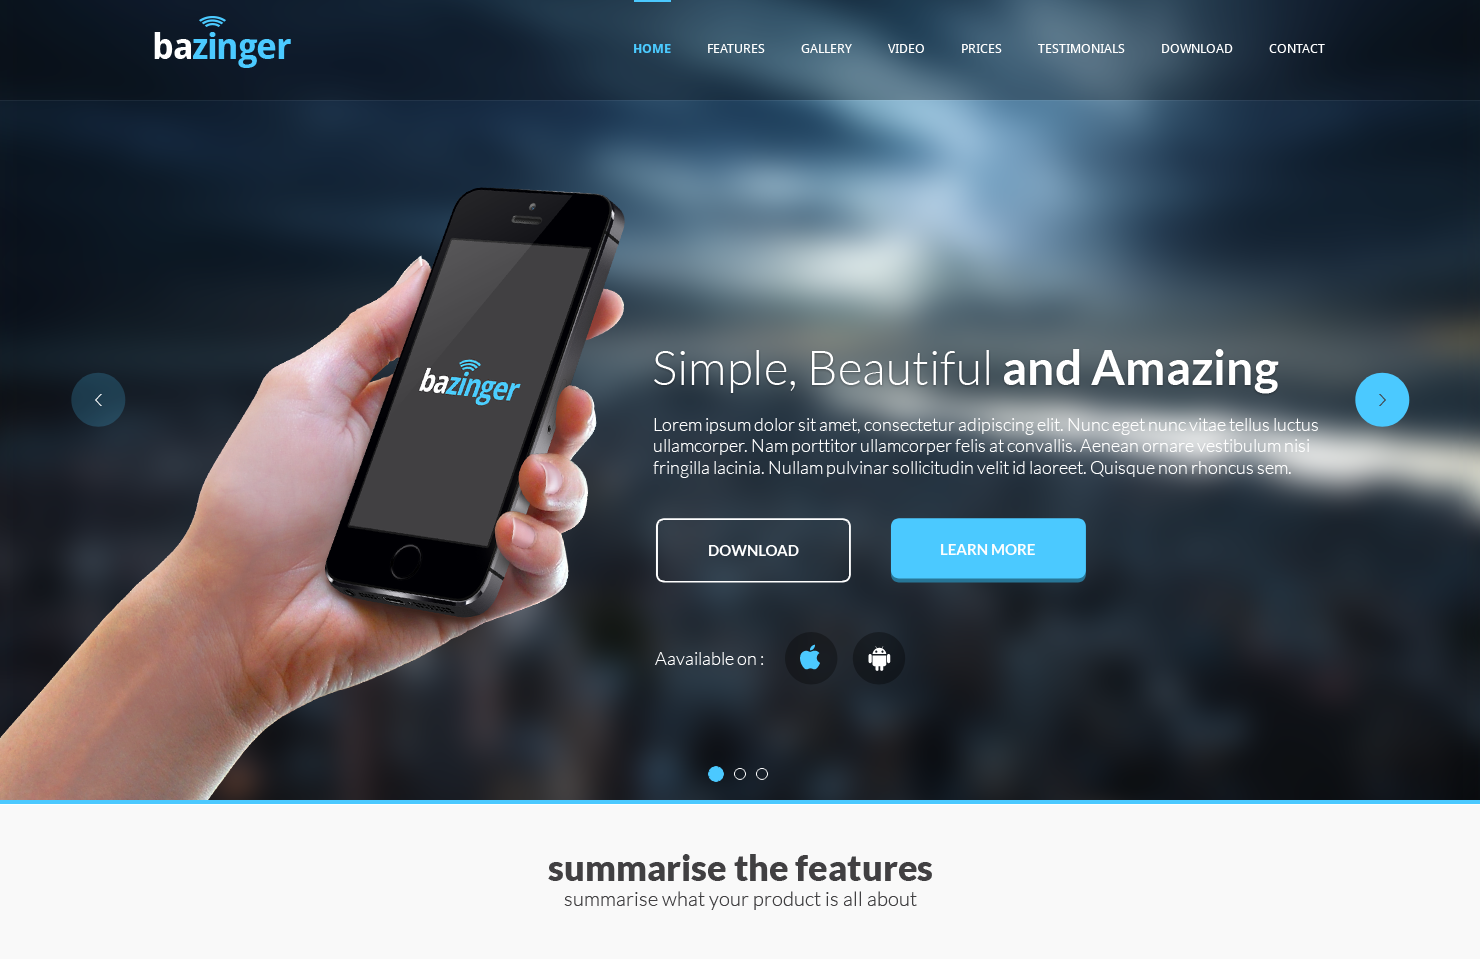 bazinger
HOME FEATURES GALLERY VIDEO PRICES TESTIMONIALS DOWNLOAD CONTACT
bazinger
Simple, Beautiful and Amazing
Lorem ipsum dolor sit amet, consectetur adipiscing elit. Nunc eget nunc vitae tellus luctus
ullamcorper. Nam porttitor ullamcorper felis at convallis. Aenean ornare vestibulum nisi
fringilla lacinia. Nullam pulvinar sollicitudin velit id laoreet. Quisque non rhoncus sem.
DOWNLOAD LEARN MORE
Aavailable on :
summarise the features
summarise what your product is all about